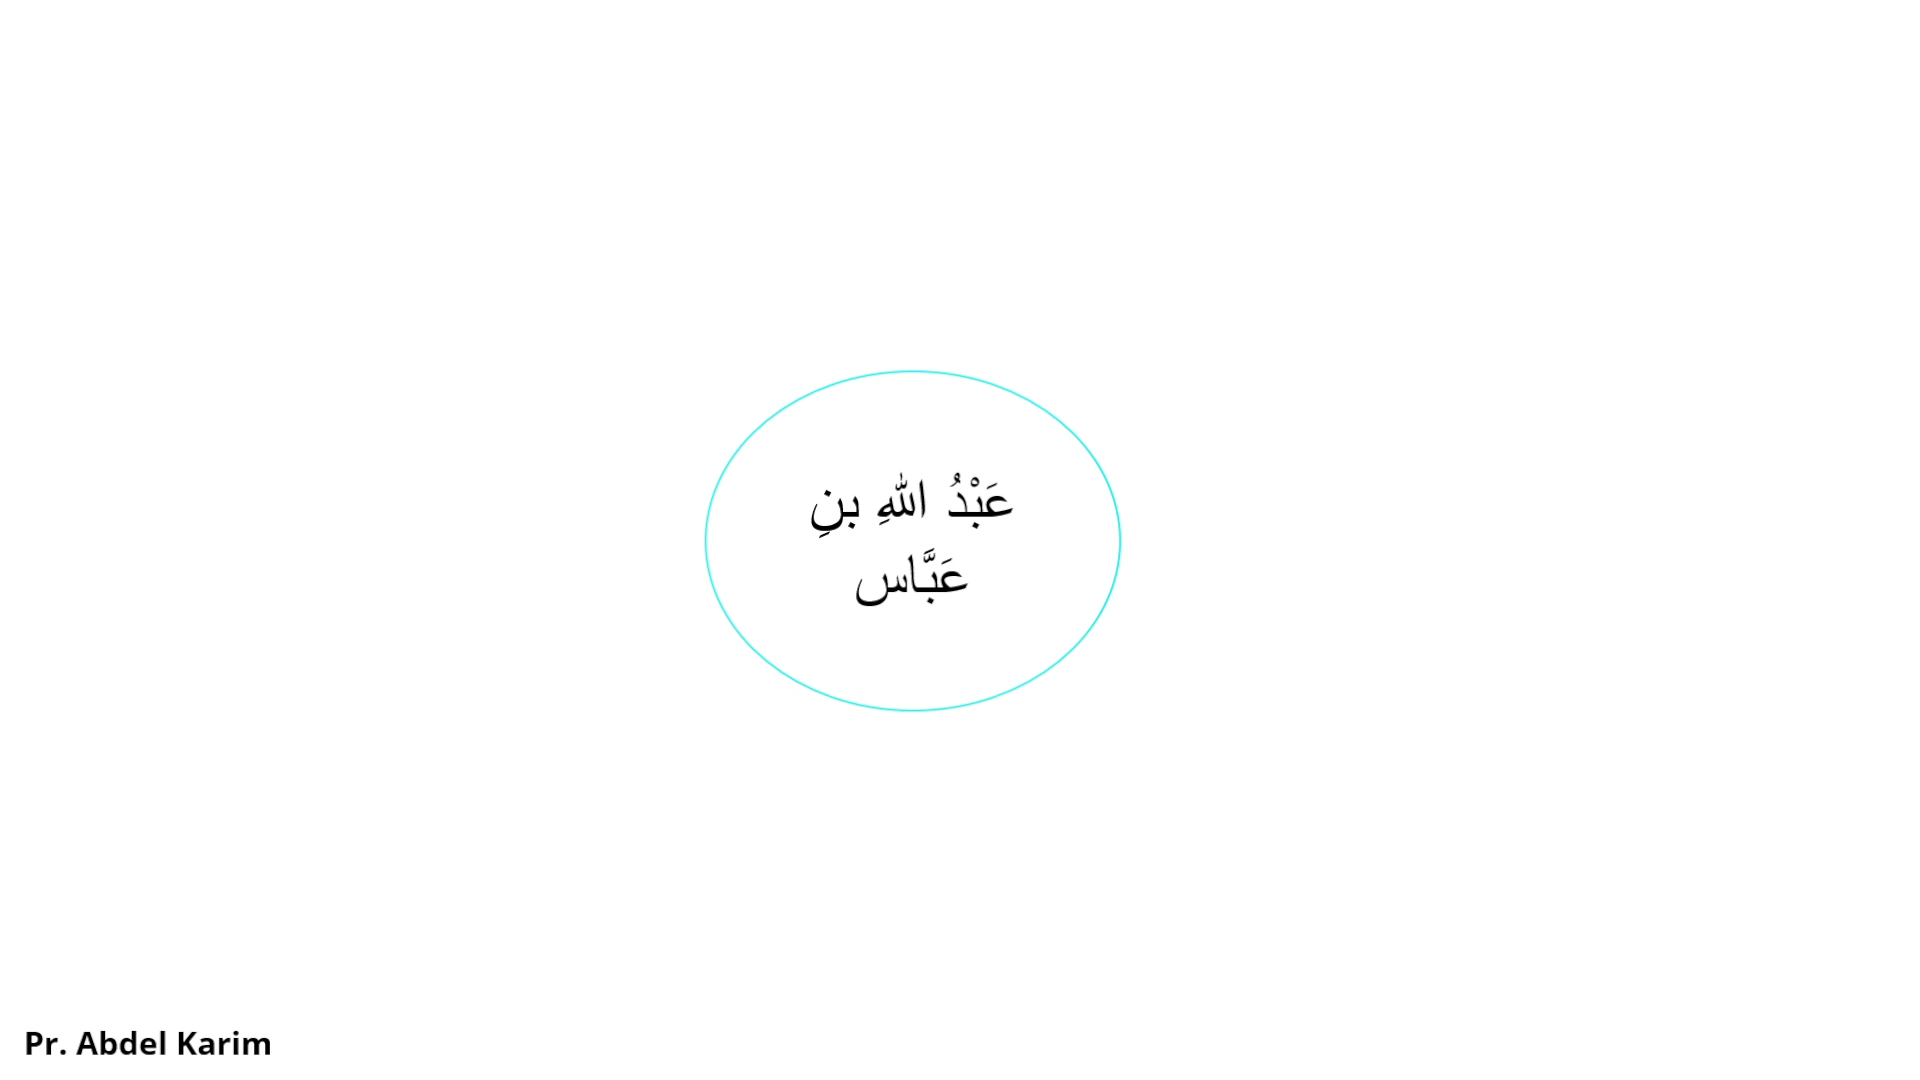 عَبْدُ اللهِ بنِ
عَبَّاس
Pr. Abdel Karim